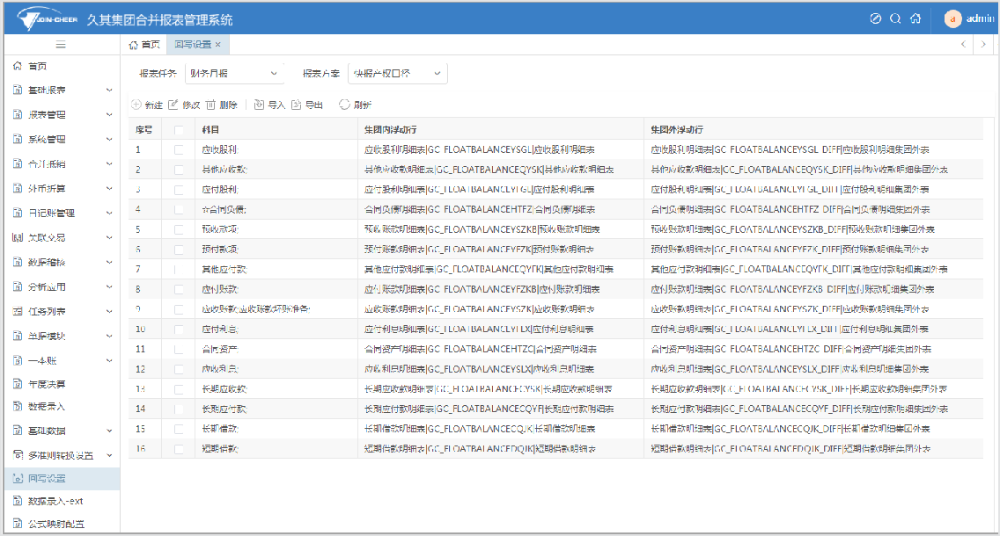 JOIN-CHEER 久其集团合并报表管理系统 a admin
首页 回写设置 ×
报表任务 财务月报 报表方案 快报产权口径
新建 修改 删除 导入 导出 刷新
序号 科目 集团内浮动行 集团外浮动行
1 应收股利; 应收股利明细表|GC_FLOATBALANCEYSGL|应收股利明细表 应收股利明细表|GC_FLOATBALANCEYSGL_DIFF|应收股利明细集团外表
2 其他应收款; 其他应收款明细表|GC_FLOATBALANCEQYSK|其他应收款明细表 其他应收款明细表|GC_FLOATBALANCEQYSK_DIFF|其他应收款明细集团外表
3 应付股利; 应付股利明细表|GC_FLOATBALANCEYFGL|应付股利明细表 应付股利明细表|GC_FLOATBALANCEYFGL_DIFF|应付股利明细集团外表
4 ☆合同负债; 合同负债明细表|GC_FLOATBALANCEHTFZ|合同负债明细表 合同负债明细表|GC_FLOATBALANCEHTFZ_DIFF|合同负债明细集团外表
5 预收款项; 预收账款明细表|GC_FLOATBALANCEYSZKB|预收账款明细表 预收账款明细表|GC_FLOATBALANCEYSZKB_DIFF|预收账款明细集团外表
6 预付款项; 预付账款明细表|GC_FLOATBALANCEYFZK|预付账款明细表 预付账款明细表|GC_FLOATBALANCEYFZK_DIFF|预付账款明细集团外表
7 其他应付款; 其他应付款明细表|GC_FLOATBALANCEQYFK|其他应付款明细表 其他应付款明细表|GC_FLOATBALANCEQYFK_DIFF|其他应付款明细集团外表
8 应付账款; 应付账款明细表|GC_FLOATBALANCEYFZKB|应付账款明细表 应付账款明细表|GC_FLOATBALANCEYFZKB_DIFF|应付账款明细集团外表
9 应收账款;应收账款坏账准备; 应收账款明细表|GC_FLOATBALANCEYSZK|应收账款明细表 应收账款明细表|GC_FLOATBALANCEYSZK_DIFF|应收账款明细集团外表
10 应付利息; 应付利息明细表|GC_FLOATBALANCEYFLX|应付利息明细表 应付利息明细表|GC_FLOATBALANCEYFLX_DIFF|应付利息明细集团外表
11 合同资产; 合同资产明细表|GC_FLOATBALANCEHTZC|合同资产明细表 合同资产明细表|GC_FLOATBALANCEHTZC_DIFF|合同资产明细集团外表
12 应收利息; 应收利息明细表|GC_FLOATBALANCEYSLX|应收利息明细表 应收利息明细表|GC_FLOATBALANCEYSLX_DIFF|应收利息明细集团外表
13 长期应收款; 长期应收款明细表|GC_FLOATBALANCECYSK|长期应收款明细表 长期应收款明细表|GC_FLOATBALANCECYSK_DIFF|长期应收款明细集团外表
14 长期应付款; 长期应付款明细表|GC_FLOATBALANCECQYF|长期应付款明细表 长期应付款明细表|GC_FLOATBALANCECQYF_DIFF|长期应付款明细集团外表
15 长期借款; 长期借款明细表|GC_FLOATBALANCECQJK|长期借款明细表 长期借款明细表|GC_FLOATBALANCECQJK_DIFF|长期借款明细集团外表
16 短期借款; 短期借款明细表|GC_FLOATBALANCEDQJK|短期借款明细表 短期借款明细表|GC_FLOATBALANCEDQJK_DIFF|短期借款明细集团外表
首页
基础报表
报表管理
系统管理
合并抵销
外币折算
日记账管理
关联交易
数据稽核
分析应用
任务列表
单据模块
一本账
年度决算
数据录入
基础数据
多准则转换设置
回写设置
数据录入-ext
公式映射配置